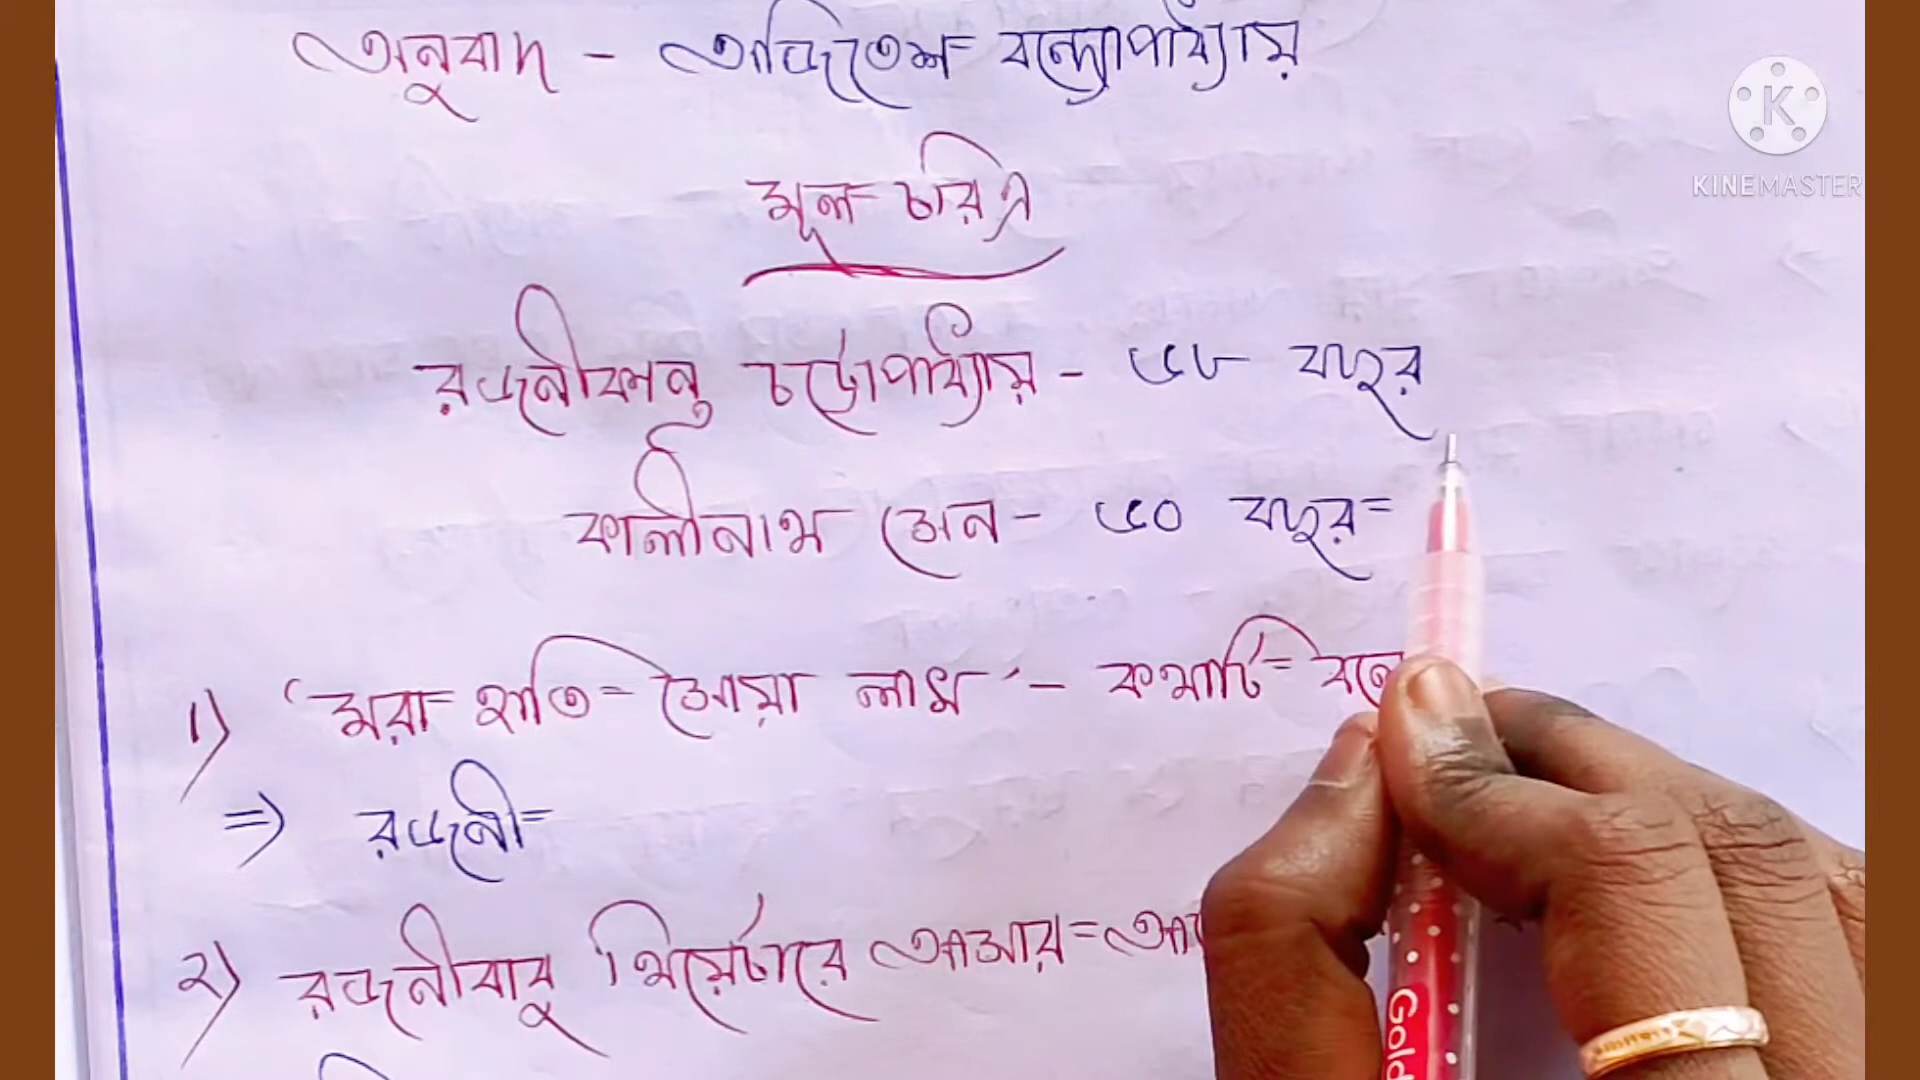 অনুবাদ - অজিতেশ বন্দ্যোপাধ্যায়
মূল চরিত্র
রজনীকান্ত চট্টোপাধ্যায় - ৬৮ বছর
কালীনাথ সেন - ৬০ বছর
১) 'মরা হাতি সোয়া লাখ' - কথাটি
=> রজনী
২) রজনীবাবু থিয়েটারে আসার
KINEMASTER
Gold